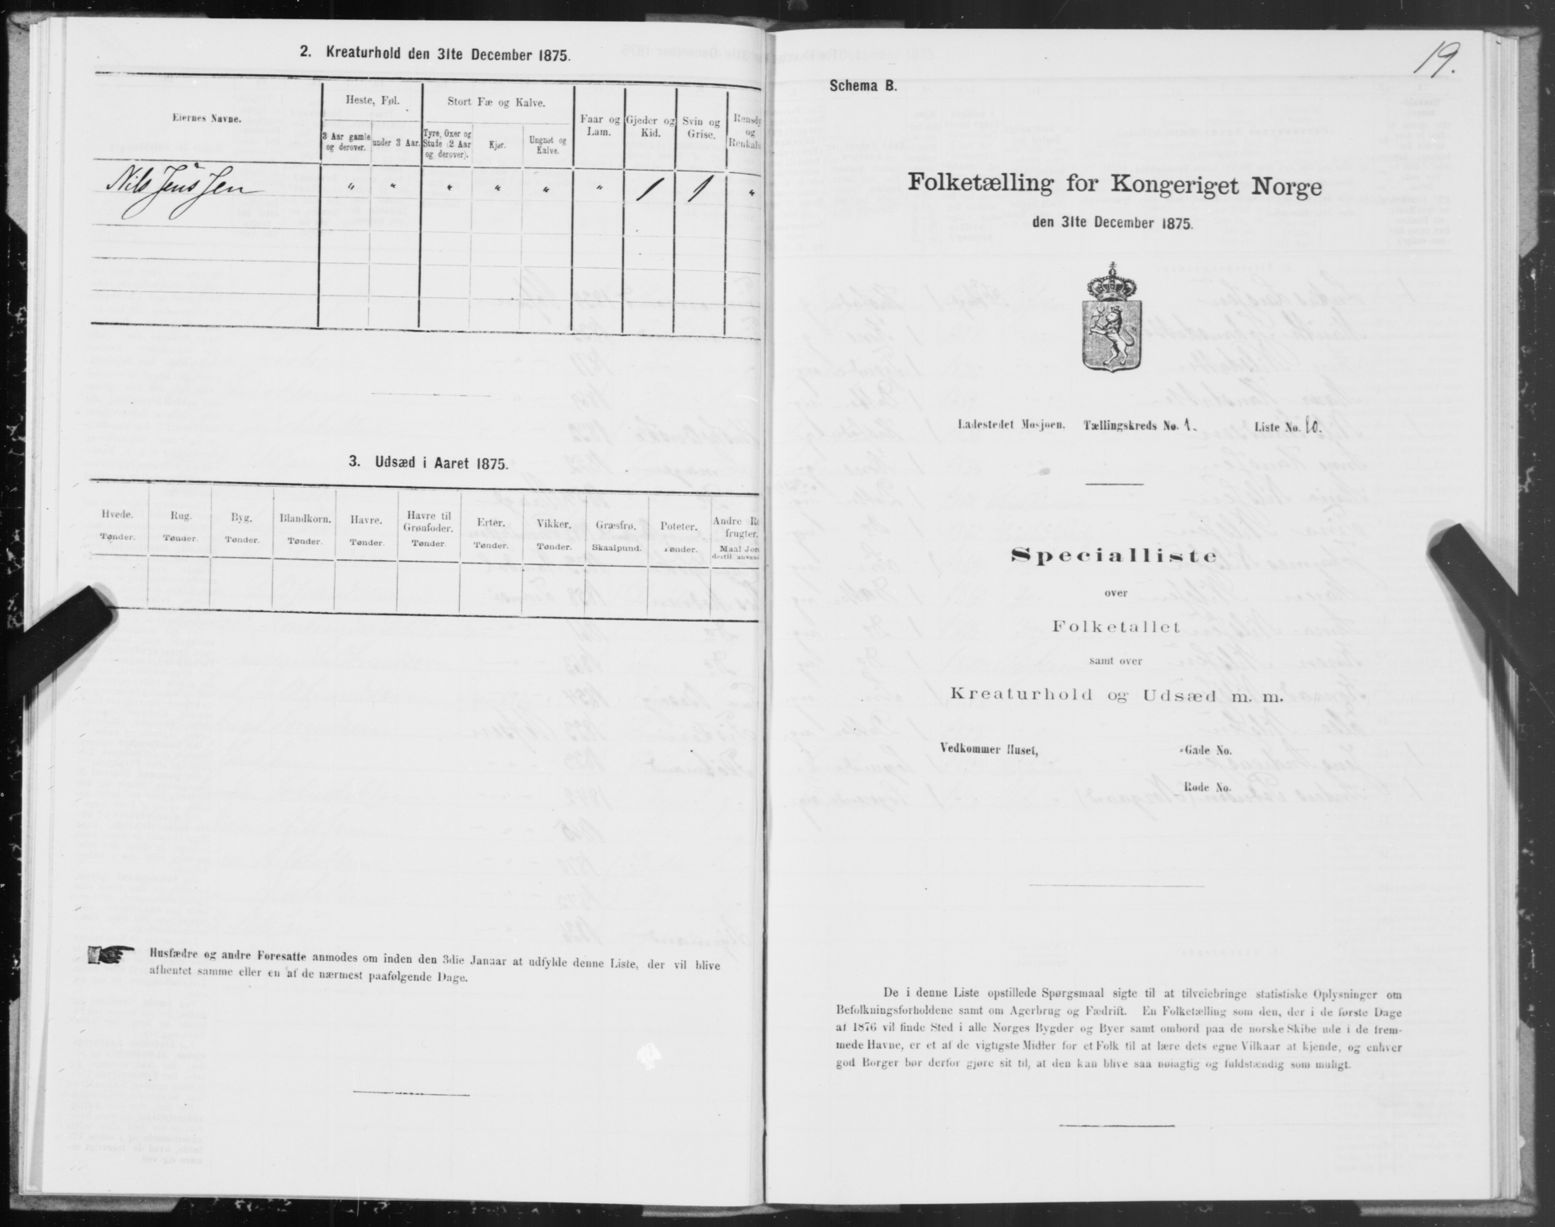 2. Kreaturhold den 31te December 1875.
Eiernes Navne.
Heste, Føl.
Stort Fæ og Kalve.
Faar og Lam.
Gjeder og Kid.
Svin og Grise.
Rensdy
og
Renkalv
3 Aar gamle og derover.
under 3 Aar.
Tyre, Oxer og Stude (2 Aar og derover).
Kjør.
Ungnøt og Kalve.
Nils Jens Jen " " " " " " 1 1 "
3. Udsæd i Aaret 1875.
Hvede. Rug. Byg. Blandkorn. Havre. Havre til Grønfoder. Erter. Vikker. Græsfrø. Poteter. Andre Ro
frugter.
Tønder. Tønder. Tønder. Tønder. Tønder. Tønder. Tønder. Tønder. Skaalpund. Tønder. Maal Jor
dertil anvend
Husfædre og andre Foresatte anmodes om inden den 3die Januar at udfylde denne Liste, der vil blive
afhentet samme eller en af de nærmest paafølgende Dage.
19.
Schema B.
Folketælling for Kongeriget Norge
den 31te December 1875.
Ladestedet Mosjøen. Tællingskreds No. 1. Liste No. 10.
Specialliste
over
Folketallet
samt over
Kreaturhold og Udsæd m. m.
Vedkommer Huset, Gade No.
Rode No.
De i denne Liste opstillede Spørgsmaal sigte til at tilveiebringe statistiske Oplysninger om
Befolkningsforholdene samt om Agerbrug og Fædrift. En Folketælling som den, der i de første Dage
af 1876 vil finde Sted i alle Norges Bygder og Byer samt ombord paa de norske Skibe ude i de frem-
mede Havne, er et af de vigtigste Midler for et Folk til at lære dets egne Vilkaar at kjende, og enhver
god Borger bør derfor gjøre sit til, at den kan blive saa nøiagtig og fuldstændig som muligt.